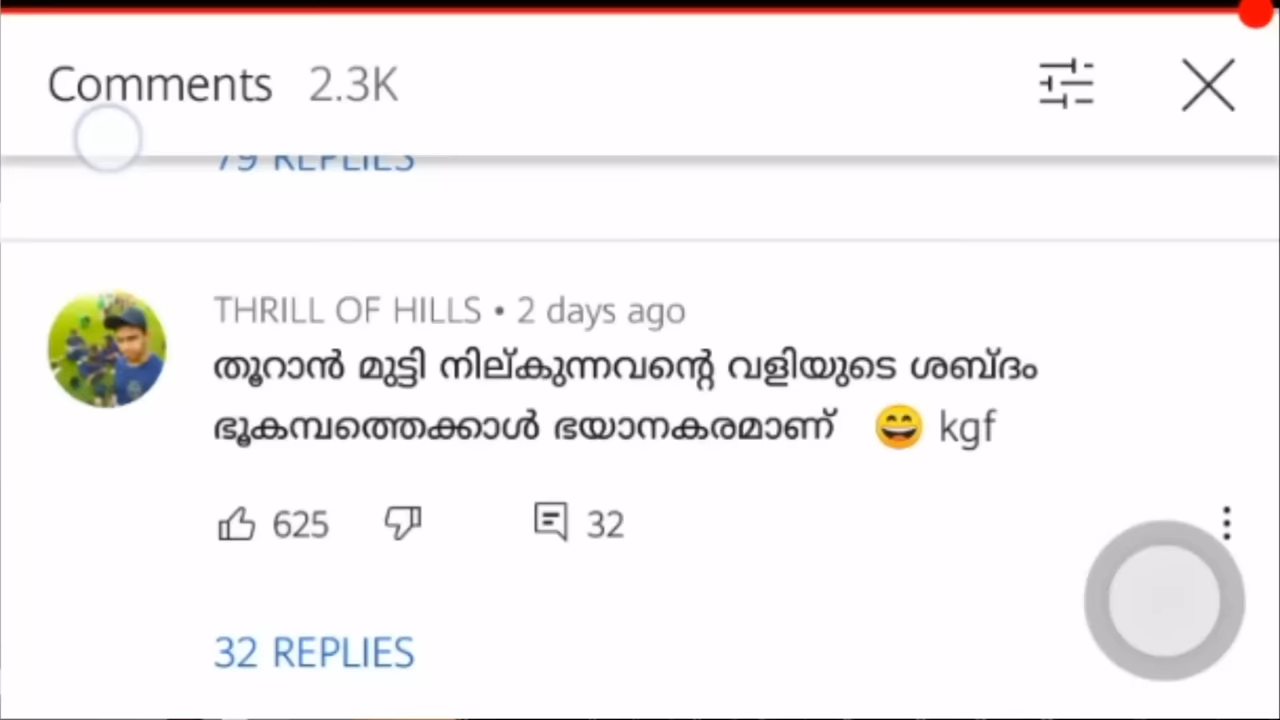 Comments 2.3K
79 REPLIES
THRILL OF HILLS • 2 days ago
തൂറാൻ മുട്ടി നില്കുന്നവന്റെ വളിയുടെ ശബ്ദം
ഭൂകമ്പത്തെക്കാൾ ഭയാനകരമാണ് 😄 kgf
625 32
32 REPLIES